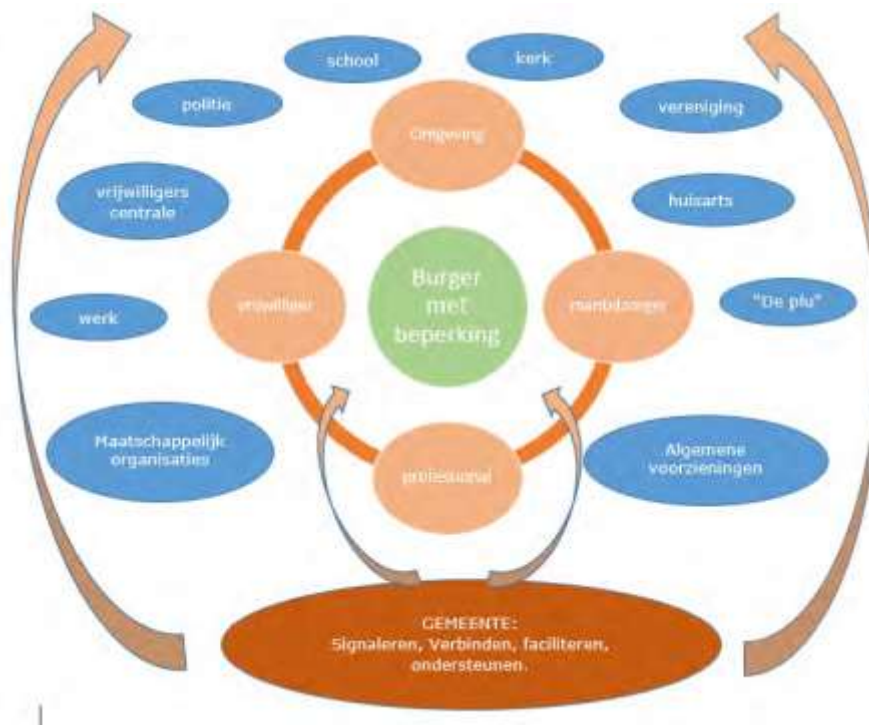 school
kerk
politie
vereniging
Omgeving
vrijwilligers
centrale
huisarts
Burger
met
beperking
vrijwilliger
mantelzorger
"De plu"
werk
Maatschappelijk
organisaties
Algemene
voorzieningen
professional
GEMEENTE:
Signaleren, Verbinden, faciliteren,
ondersteunen.